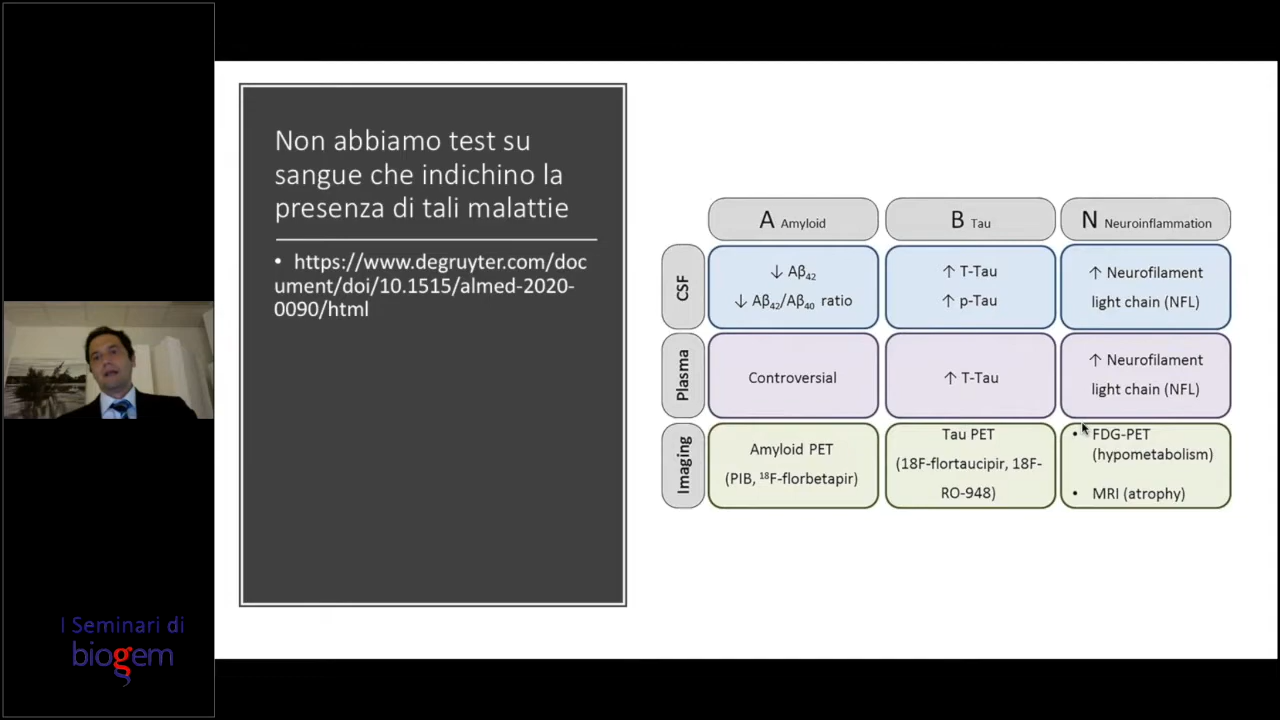 Non abbiamo test su
sangue che indichino la
presenza di tali malattie
• https://www.degruyter.com/doc
ument/doi/10.1515/almed-2020-
0090/html
A Amyloid
B Tau
N Neuroinflammation
CSF
↓ Aβ₄₂
↓ Aβ₄₂/Aβ₄₀ ratio
↑ T-Tau
↑ p-Tau
↑ Neurofilament
light chain (NFL)
Plasma
Controversial
↑ T-Tau
↑ Neurofilament
light chain (NFL)
Imaging
Amyloid PET
(PIB, ¹⁸F-florbetapir)
Tau PET
(18F-flortaucipir, 18F-
RO-948)
• FDG-PET
(hypometabolism)
• MRI (atrophy)
I Seminari di
biogem